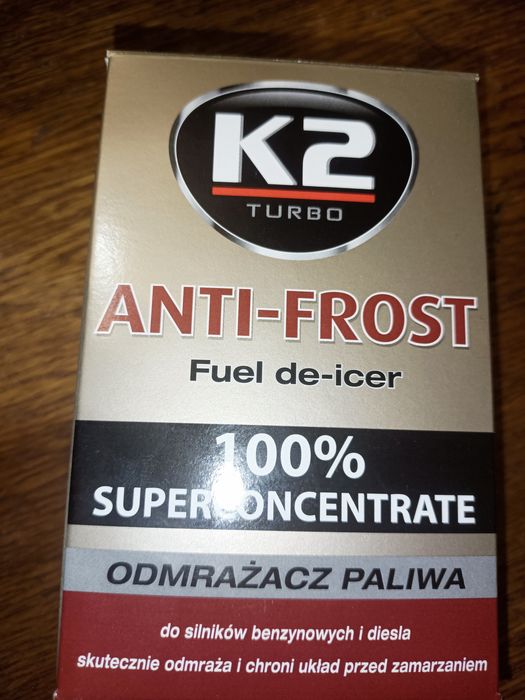 K2
TURBO
ANTI-FROST
Fuel de-icer
100%
SUPERCONCENTRATE
ODMRAŻACZ PALIWA
do silników benzynowych i diesla
skutecznie odmraża i chroni układ przed zamarzaniem